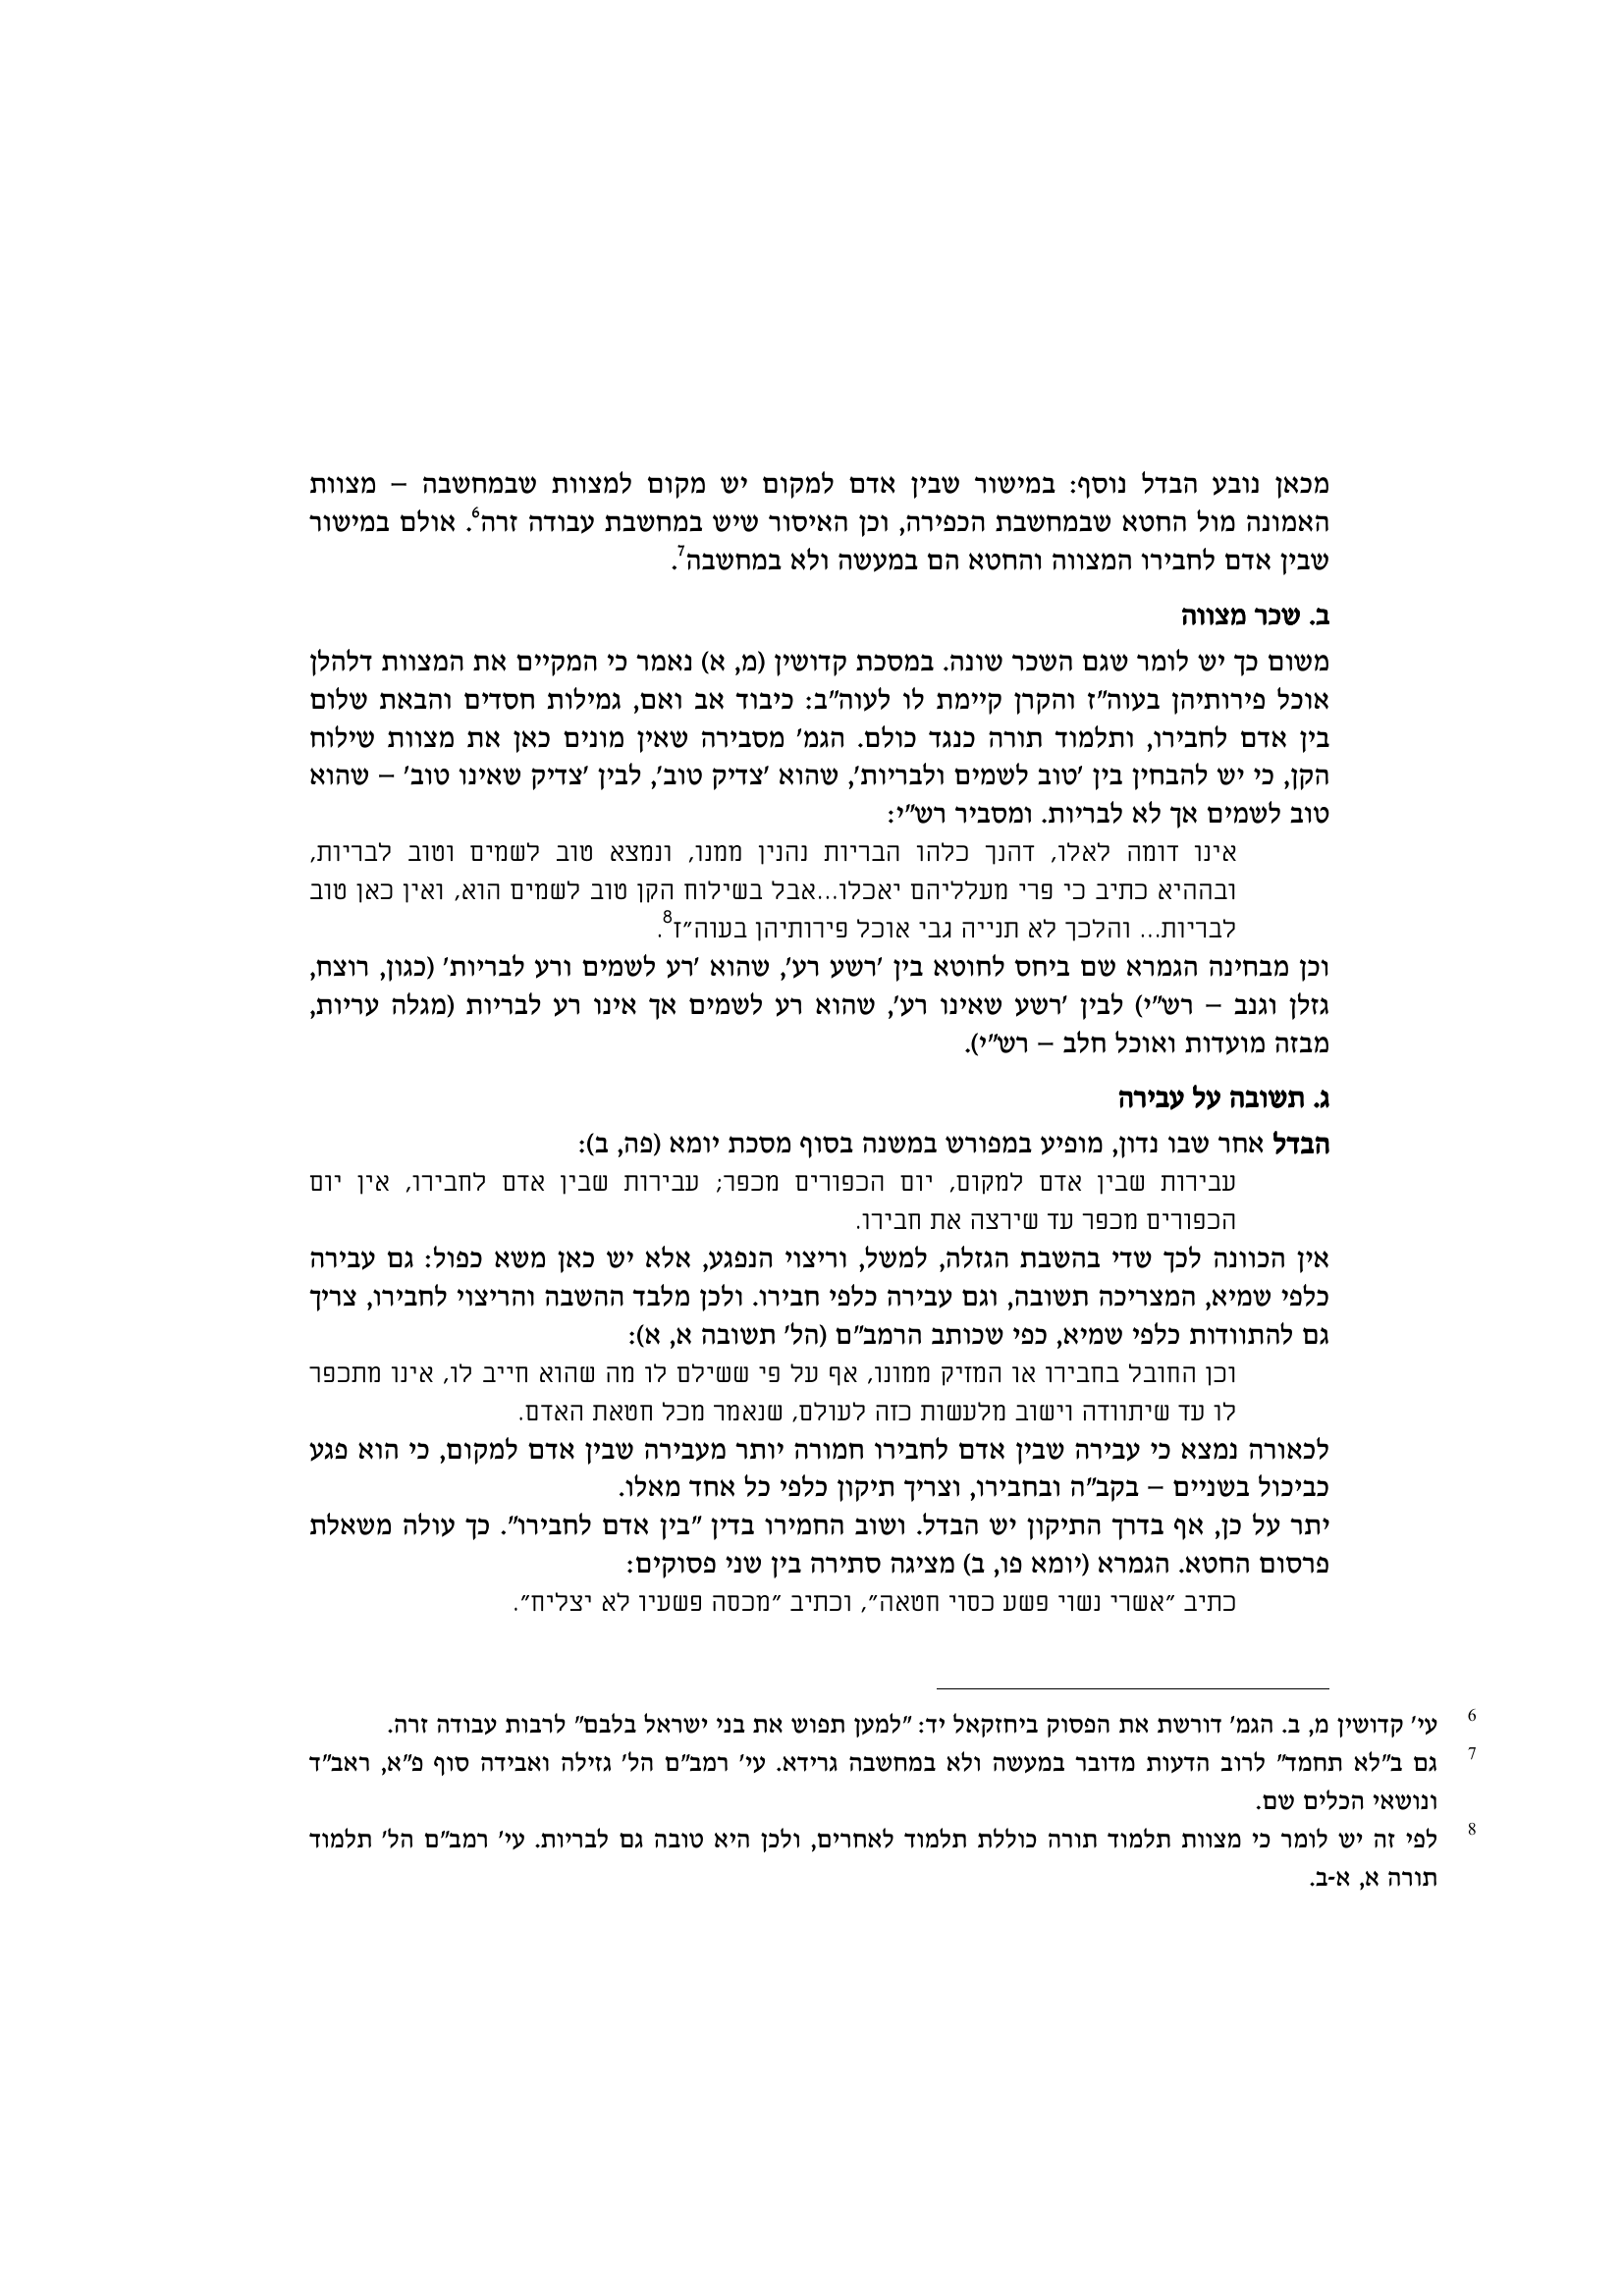 מכאן נובע הבדל נוסף: במישור שבין אדם למקום יש מקום למצוות שבמחשבה – מצוות
האמונה מול החטא שבמחשבת הכפירה, וכן האיסור שיש במחשבת עבודה זרה6. אולם במישור
שבין אדם לחבירו המצווה והחטא הם במעשה ולא במחשבה7.
ב. שכר מצווה
משום כך יש לומר שגם השכר שונה. במסכת קדושין (מ, א) נאמר כי המקיים את המצוות דלהלן
אוכל פירותיהן בעוה״ז והקרן קיימת לו לעוה״ב: כיבוד אב ואם, גמילות חסדים והבאת שלום
בין אדם לחבירו, ותלמוד תורה כנגד כולם. הגמ׳ מסבירה שאין מונים כאן את מצוות שילוח
הקן, כי יש להבחין בין ׳טוב לשמים ולבריות׳, שהוא ׳צדיק טוב׳, לבין ׳צדיק שאינו טוב׳ – שהוא
טוב לשמים אך לא לבריות. ומסביר רש״י:
אינו דומה לאלו, דהנך כלהו הבריות נהנין ממנו, ונמצא טוב לשמים וטוב לבריות,
ובההיא כתיב כי פרי מעלליהם יאכלו...אבל בשילוח הקן טוב לשמים הוא, ואין כאן טוב
לבריות... והלכך לא תנייה גבי אוכל פירותיהן בעוה״ז8.
וכן מבחינה הגמרא שם ביחס לחוטא בין ׳רשע רע׳, שהוא ׳רע לשמים ורע לבריות׳ (כגון, רוצח,
גזלן וגנב – רש״י) לבין ׳רשע שאינו רע׳, שהוא רע לשמים אך אינו רע לבריות (מגלה עריות,
מבזה מועדות ואוכל חלב – רש״י).
ג. תשובה על עבירה
הבדל אחר שבו נדון, מופיע במפורש במשנה בסוף מסכת יומא (פה, ב):
עבירות שבין אדם למקום, יום הכפורים מכפר; עבירות שבין אדם לחבירו, אין יום
הכפורים מכפר עד שירצה את חבירו.
אין הכוונה לכך שדי בהשבת הגזלה, למשל, וריצוי הנפגע, אלא יש כאן משא כפול: גם עבירה
כלפי שמיא, המצריכה תשובה, וגם עבירה כלפי חבירו. ולכן מלבד ההשבה והריצוי לחבירו, צריך
גם להתוודות כלפי שמיא, כפי שכותב הרמב״ם (הל׳ תשובה א, א):
וכן החובל בחבירו או המזיק ממונו, אף על פי ששילם לו מה שהוא חייב לו, אינו מתכפר
לו עד שיתוודה וישוב מלעשות כזה לעולם, שנאמר מכל חטאת האדם.
לכאורה נמצא כי עבירה שבין אדם לחבירו חמורה יותר מעבירה שבין אדם למקום, כי הוא פגע
כביכול בשניים – בקב״ה ובחבירו, וצריך תיקון כלפי כל אחד מאלו.
יתר על כן, אף בדרך התיקון יש הבדל. ושוב החמירו בדין ״בין אדם לחבירו״. כך עולה משאלת
פרסום החטא. הגמרא (יומא פו, ב) מציגה סתירה בין שני פסוקים:
כתיב ״אשרי נשוי פשע כסוי חטאה״, וכתיב ״מכסה פשעיו לא יצליח״.
6 עי׳ קדושין מ, ב. הגמ׳ דורשת את הפסוק ביחזקאל יד: ״למען תפוש את בני ישראל בלבם״ לרבות עבודה זרה.
7 גם ב״לא תחמד״ לרוב הדעות מדובר במעשה ולא במחשבה גרידא. עי׳ רמב״ם הל׳ גזילה ואבידה סוף פ״א, ראב״ד
ונושאי הכלים שם.
8 לפי זה יש לומר כי מצוות תלמוד תורה כוללת תלמוד לאחרים, ולכן היא טובה גם לבריות. עי׳ רמב״ם הל׳ תלמוד
תורה א, א-ב.